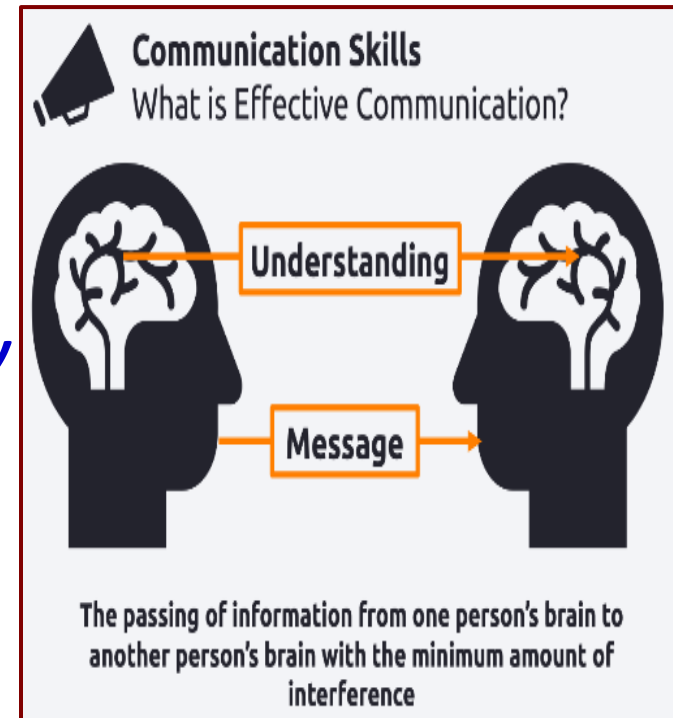 Communication Skills
What is Effective Communication?
Understanding
Message
The passing of information from one person's brain to
another person's brain with the minimum amount of
interference